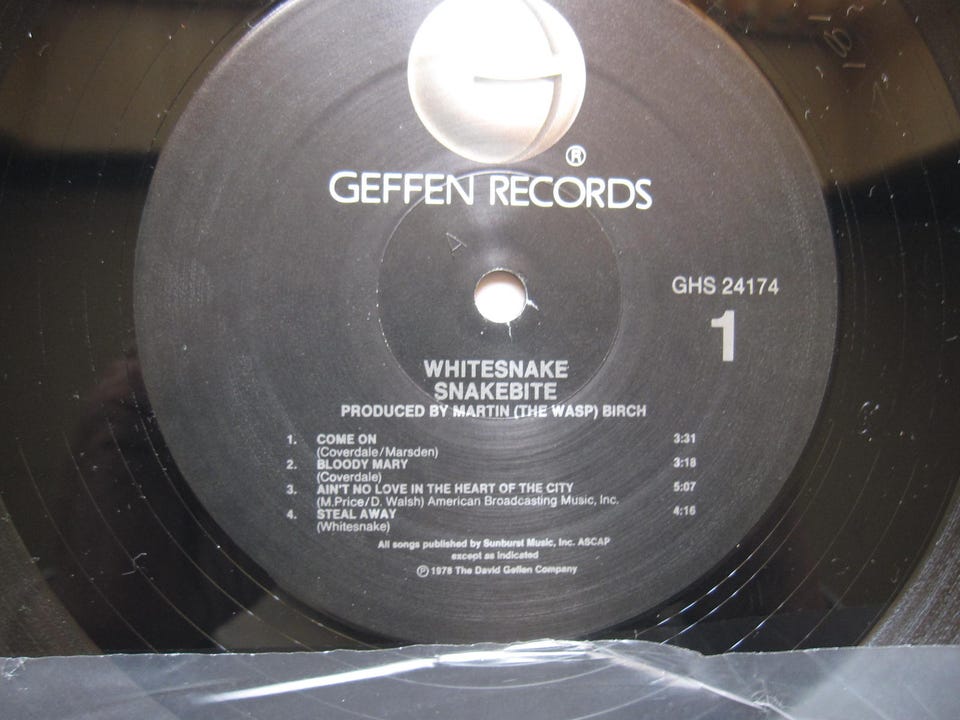 ®
GEFFEN RECORDS
A
GHS 24174
1
WHITESNAKE
SNAKEBITE
PRODUCED BY MARTIN (THE WASP) BIRCH
1. COME ON 3:31
(Coverdale/Marsden)
2. BLOODY MARY 3:18
(Coverdale)
3. AIN'T NO LOVE IN THE HEART OF THE CITY 5:07
(M.Price/D. Walsh) American Broadcasting Music, Inc.
4. STEAL AWAY 4:16
(Whitesnake)
All songs published by Sunburst Music, Inc. ASCAP
except as indicated
℗ 1978 The David Geffen Company